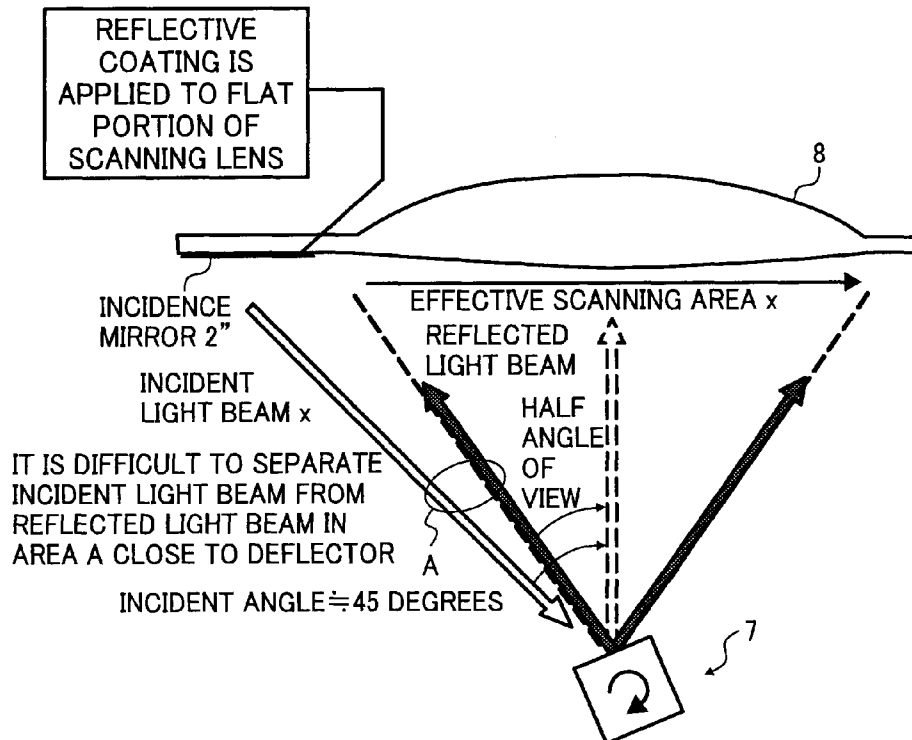 REFLECTIVE
COATING IS
APPLIED TO FLAT
PORTION OF
SCANNING LENS
8
INCIDENCE
MIRROR 2”
EFFECTIVE SCANNING AREA x
REFLECTED
LIGHT BEAM
INCIDENT
LIGHT BEAM x
HALF
ANGLE
OF
VIEW
IT IS DIFFICULT TO SEPARATE
INCIDENT LIGHT BEAM FROM
REFLECTED LIGHT BEAM IN
AREA A CLOSE TO DEFLECTOR
A
INCIDENT ANGLE≒45 DEGREES
7